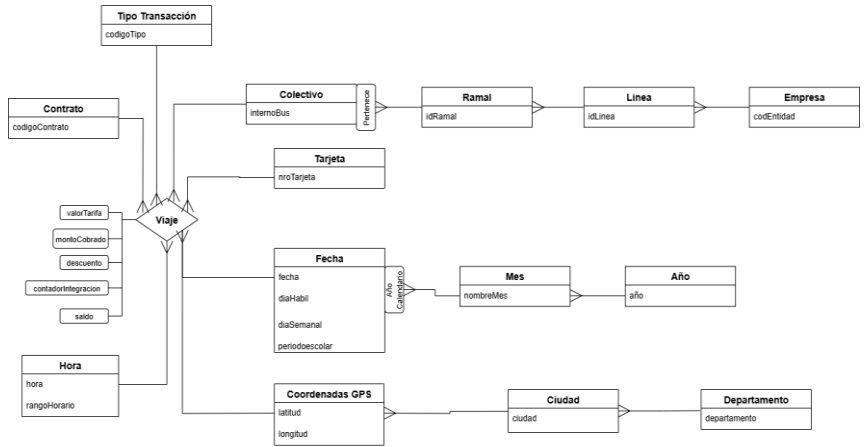 Tipo Transacción
codigoTipo
Contrato
codigoContrato
Colectivo
internoBus
Pertenece
Ramal
idRamal
Linea
idLinea
Empresa
codEntidad
Tarjeta
nroTarjeta
Viaje
valorTarifa
montoCobrado
descuento
contadorIntegracion
saldo
Fecha
fecha
diaHabil
diaSemanal
periodoescolar
Año
Calendario
Mes
nombreMes
Año
año
Hora
hora
rangoHorario
Coordenadas GPS
latitud
longitud
Ciudad
ciudad
Departamento
departamento